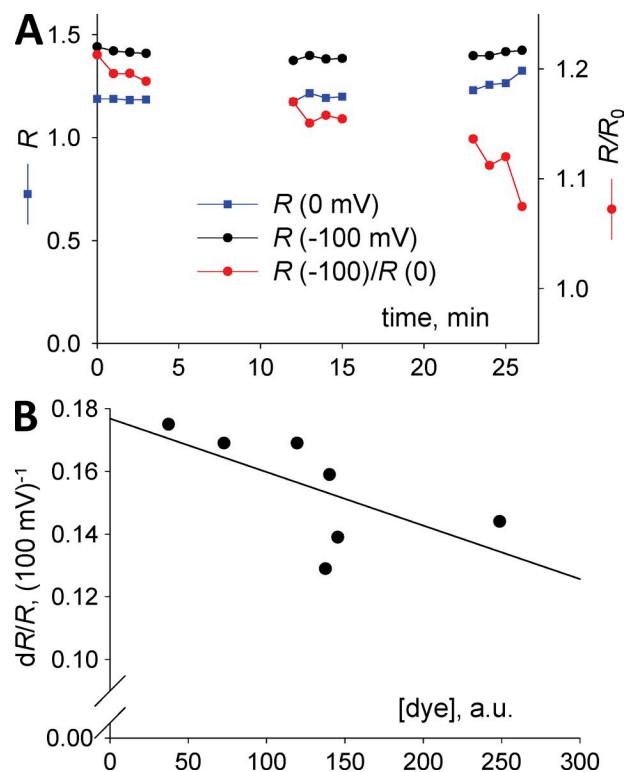 A
1.5
1.0
0.5
0.0
R
1.2
1.1
1.0
R/R0
R (0 mV)
R (-100 mV)
R (-100)/R (0)
time, min
0 5 10 15 20 25
B
0.18
0.16
0.14
0.12
0.10
0.00
dR/R, (100 mV)-1
[dye], a.u.
0 50 100 150 200 250 300